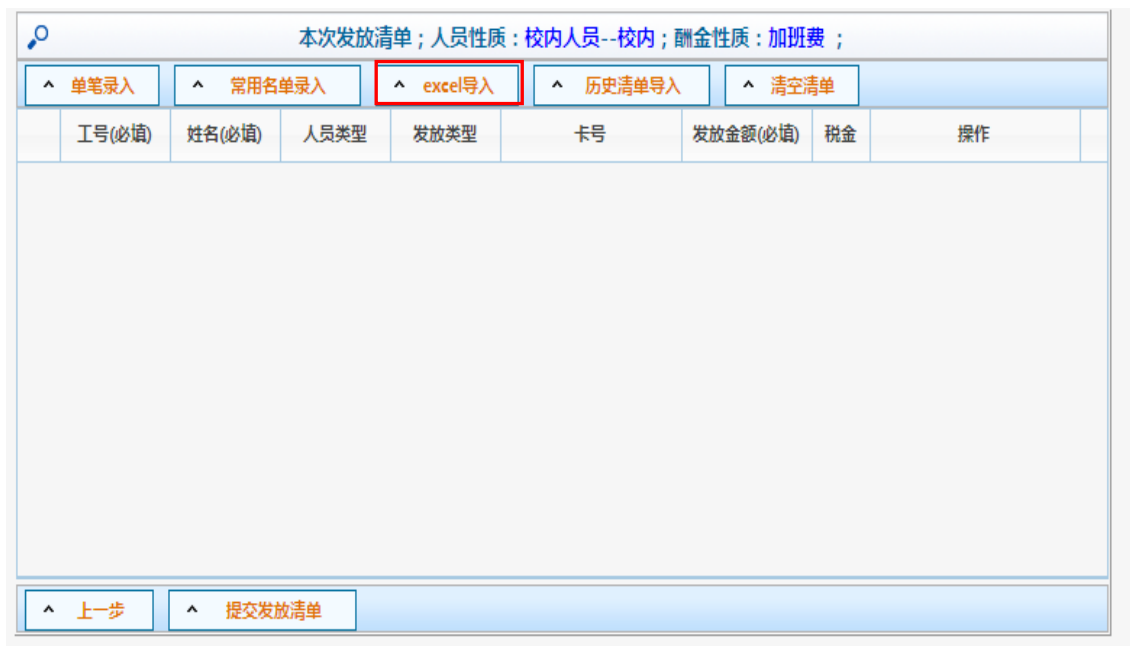 本次发放清单；人员性质：校内人员--校内；酬金性质：加班费；
^ 单笔录入 ^ 常用名单录入 ^ excel导入 ^ 历史清单导入 ^ 清空清单
工号(必填) 姓名(必填) 人员类型 发放类型 卡号 发放金额(必填) 税金 操作
^ 上一步 ^ 提交发放清单